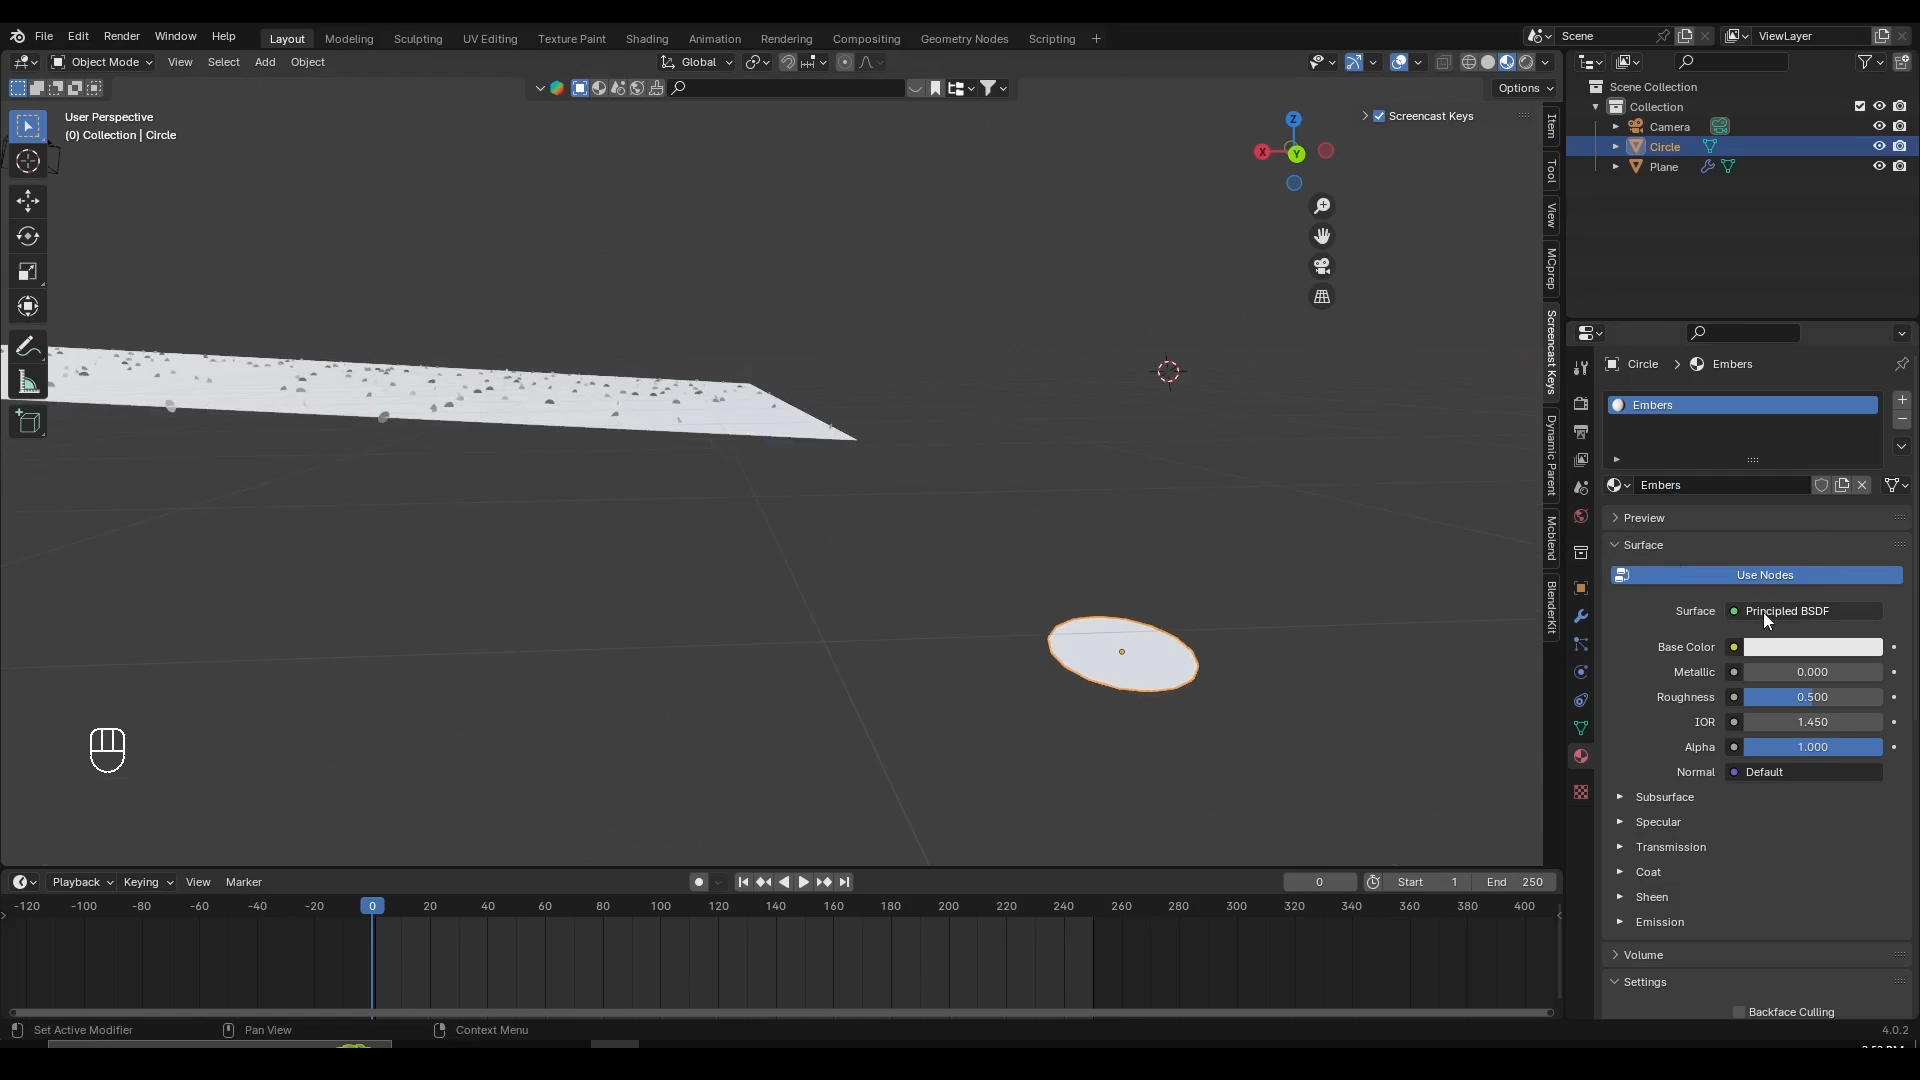 File Edit Render Window Help Layout Modeling Sculpting UV Editing Texture Paint Shading Animation Rendering Compositing Geometry Nodes Scripting + Scene ViewLayer
Object Mode View Select Add Object Global
Options
User Perspective
(0) Collection | Circle
Screencast Keys
Z
X
Y
Item
Tool
View
MCprep
Screencast Keys
Dynamic Parent
Mcblend
BlenderKit
Scene Collection
Collection
Camera
Circle
Plane
Circle > Embers
Embers
Embers
Preview
Surface
Use Nodes
Surface Principled BSDF
Base Color
Metallic 0.000
Roughness 0.500
IOR 1.450
Alpha 1.000
Normal Default
Subsurface
Specular
Transmission
Coat
Sheen
Emission
Volume
Settings
Backface Culling
Playback Keying View Marker 0 Start 1 End 250
-120 -100 -80 -60 -40 -20 0 20 40 60 80 100 120 140 160 180 200 220 240 260 280 300 320 340 360 380 400
Set Active Modifier Pan View Context Menu 4.0.2